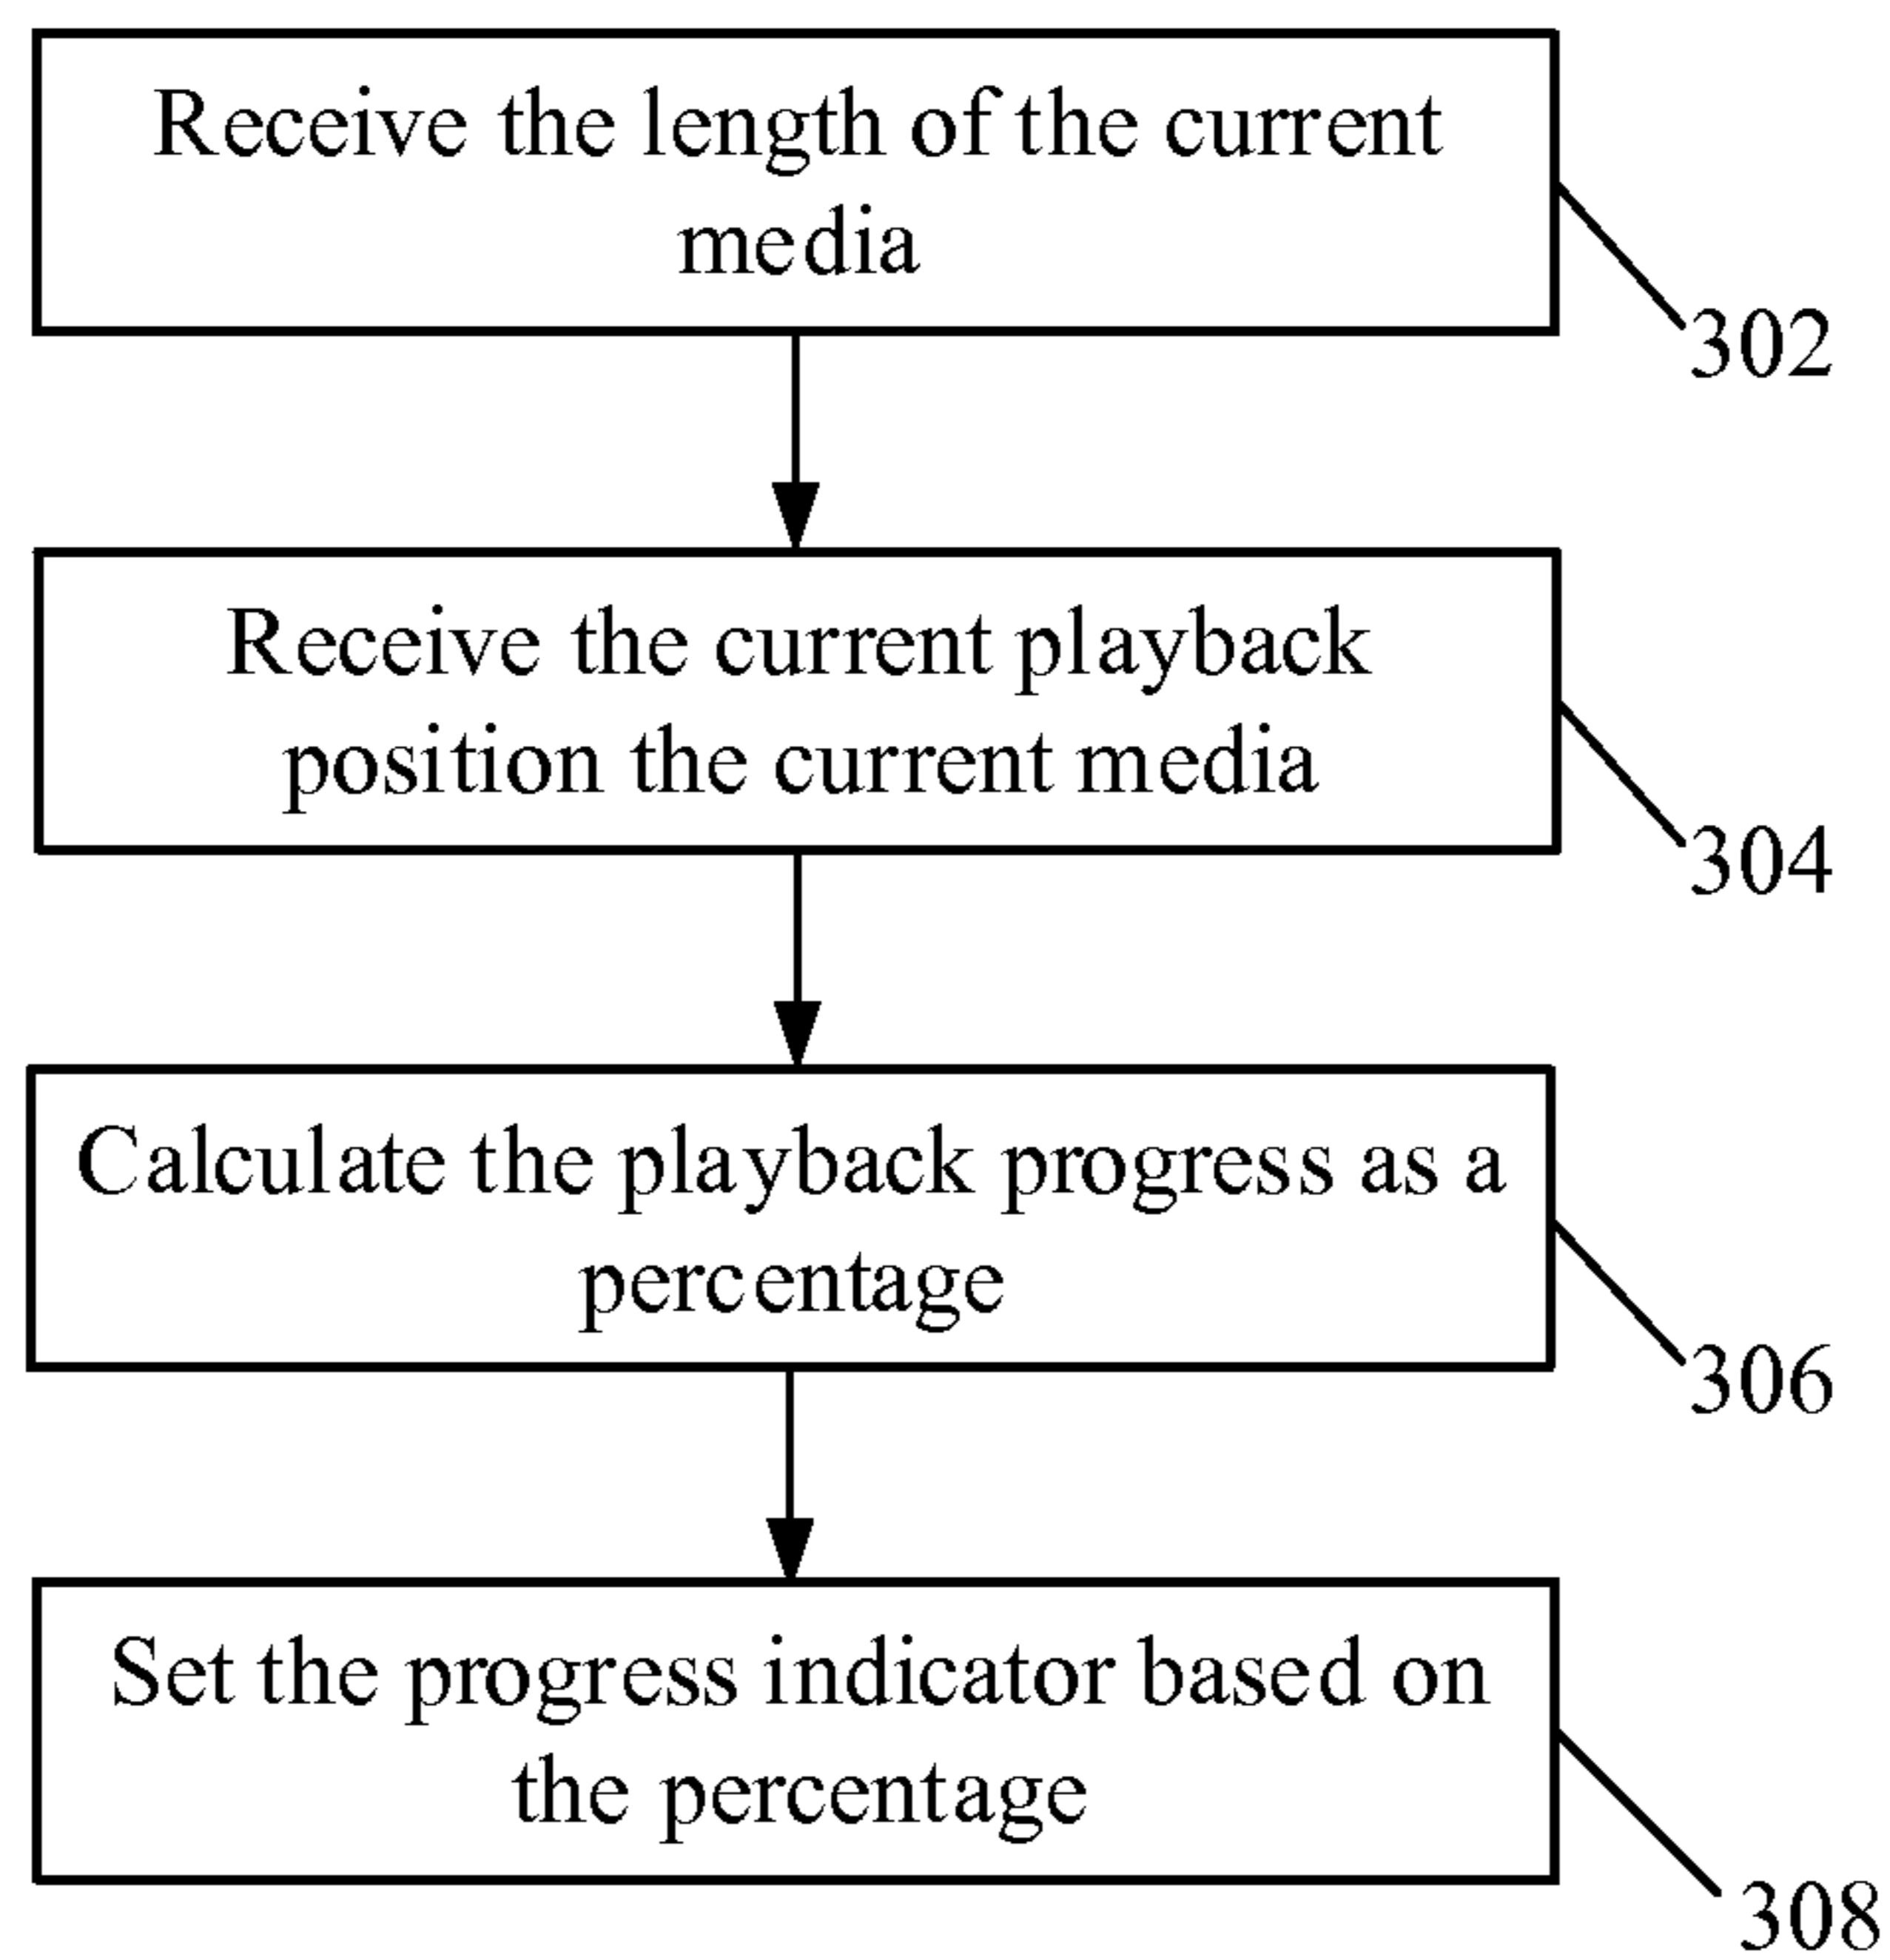 Receive the length of the current
media
302
Receive the current playback
position the current media
304
Calculate the playback progress as a
percentage
306
Set the progress indicator based on
the percentage
308